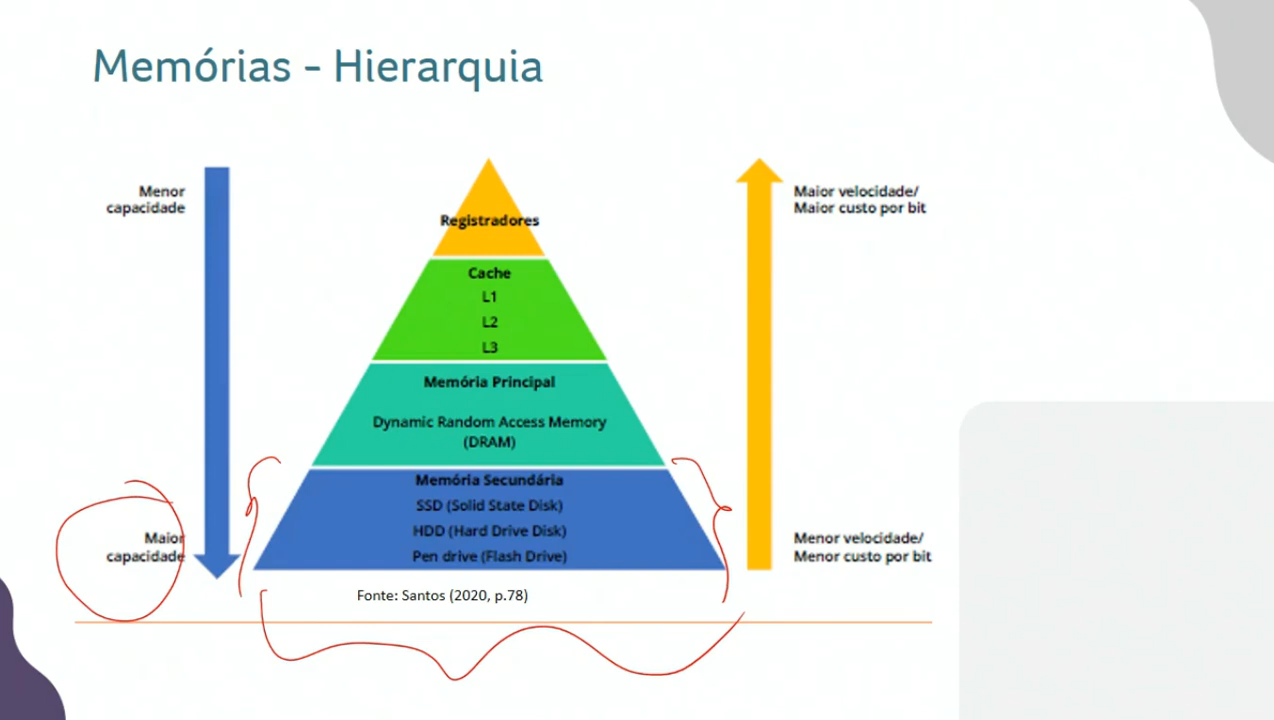 Memórias - Hierarquia
Menor
capacidade
Maior velocidade/
Maior custo por bit
Registradores
Cache
L1
L2
L3
Memória Principal
Dynamic Random Access Memory
(DRAM)
Memória Secundária
SSD (Solid State Disk)
HDD (Hard Drive Disk)
Pen drive (Flash Drive)
Maior
capacidade
Menor velocidade/
Menor custo por bit
Fonte: Santos (2020, p.78)